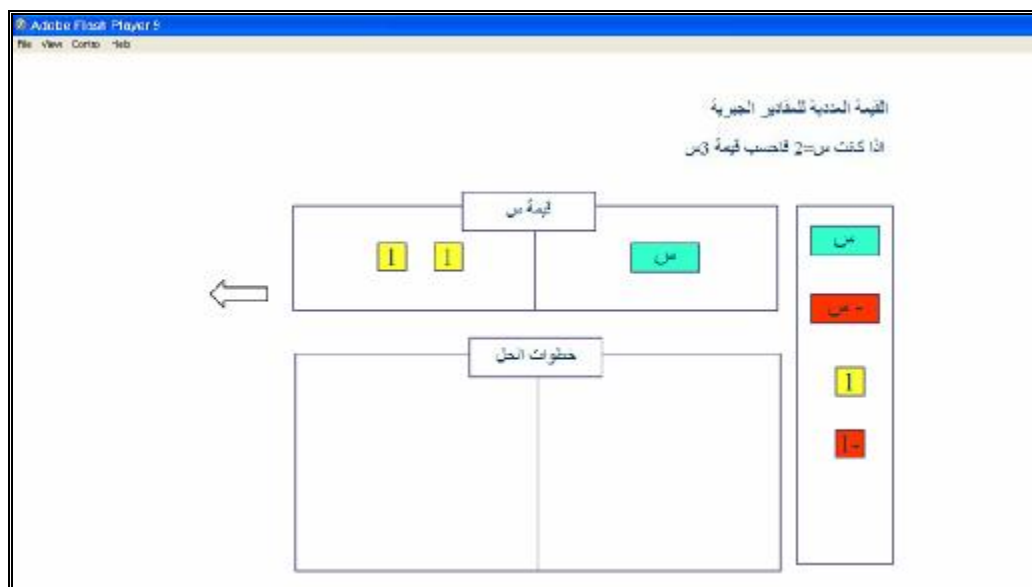 Adobe Flash Player 9
File View Control Help
القيمة العددية للمقادير الجبرية
اذا كانت س=2 فاحسب قيمة 3س
قيمة س
س
س
1 1
- س
خطوات الحل
1
-1